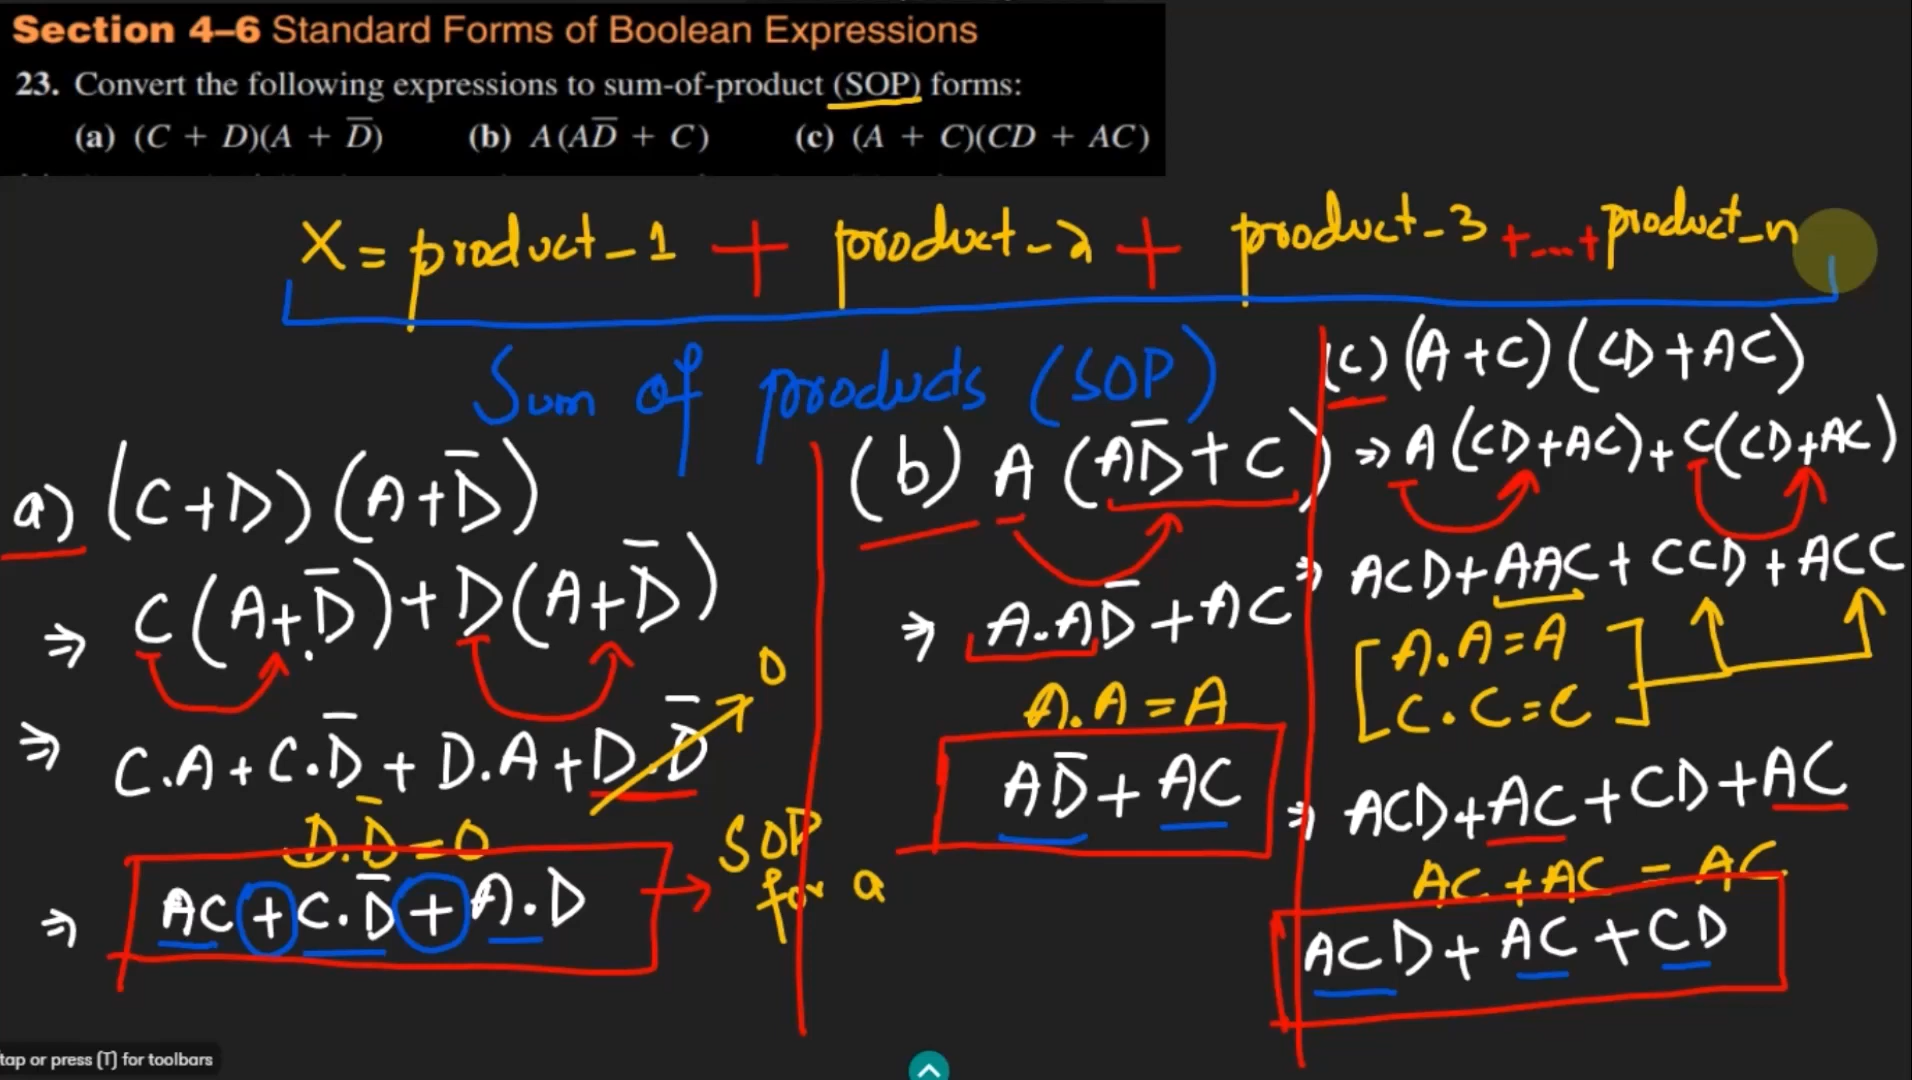 Section 4–6 Standard Forms of Boolean Expressions
23. Convert the following expressions to sum-of-product (SOP) forms:
(a) (C + D)(A + D̅) (b) A(AD̅ + C) (c) (A + C)(CD + AC)
X = product_1 + product_2 + product_3 +...+ product_n
Sum of products (SOP)
a) (C+D)(A+D̅)
⇒ C(A+D̅)+D(A+D̅)
⇒ C.A+C.D̅+D.A+D.D̅
0
D.D̅=0
⇒ AC+C.D̅+A.D
SOP
for a
(b) A(AD̅+C)
⇒ A.AD̅+AC
A.A=A
AD̅+AC
(C) (A+C)(CD+AC)
⇒ A(CD+AC)+C(CD+AC)
⇒ ACD+AAC+CCD+ACC
[A.A=A
C.C=C]
⇒ ACD+AC+CD+AC
AC+AC=AC
ACD+AC+CD
tap or press (T) for toolbars